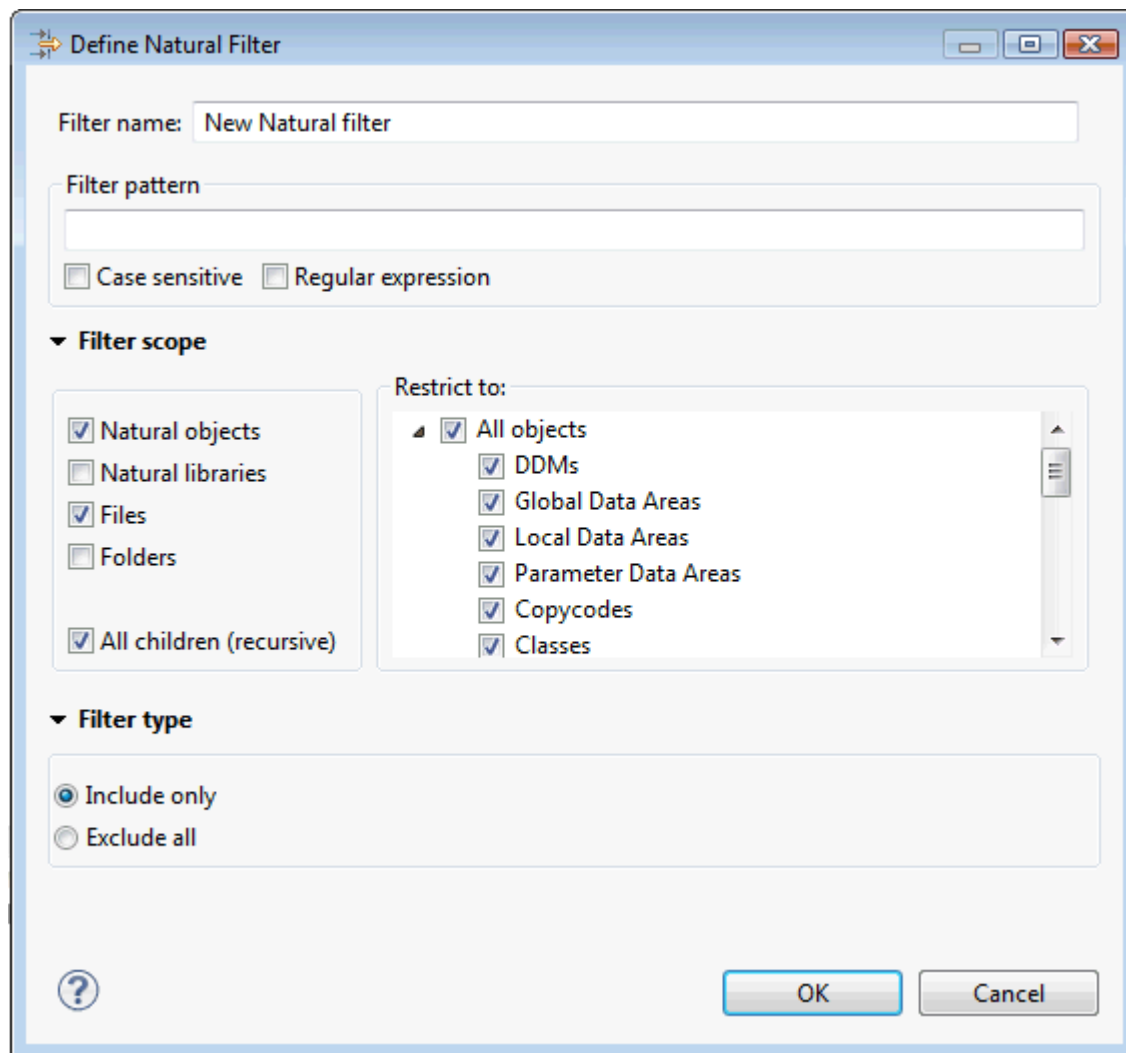 Define Natural Filter
Filter name: New Natural filter
Filter pattern
Case sensitive Regular expression
Filter scope
Restrict to:
Natural objects
Natural libraries
Files
Folders
All children (recursive)
All objects
DDMs
Global Data Areas
Local Data Areas
Parameter Data Areas
Copycodes
Classes
Filter type
Include only
Exclude all
?
OK Cancel